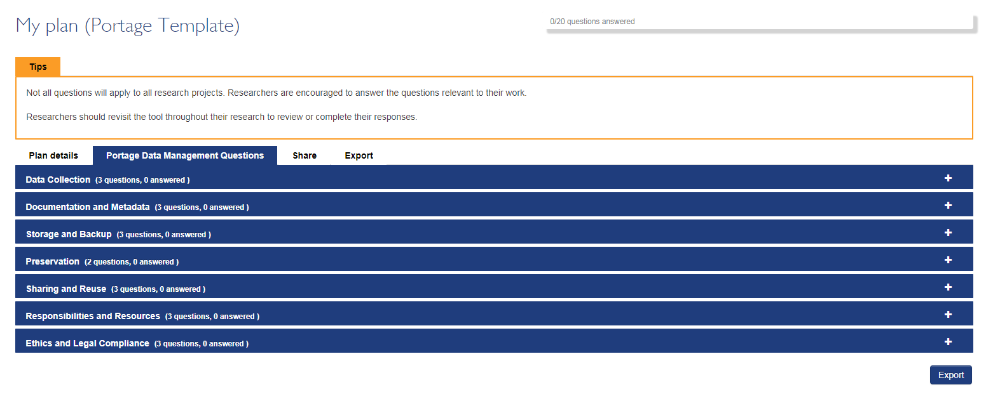 My plan (Portage Template)
0/20 questions answered
Tips
Not all questions will apply to all research projects. Researchers are encouraged to answer the questions relevant to their work.
Researchers should revisit the tool throughout their research to review or complete their responses.
Plan details
Portage Data Management Questions
Share
Export
Data Collection (3 questions, 0 answered )
Documentation and Metadata (3 questions, 0 answered )
Storage and Backup (3 questions, 0 answered )
Preservation (2 questions, 0 answered )
Sharing and Reuse (3 questions, 0 answered )
Responsibilities and Resources (3 questions, 0 answered )
Ethics and Legal Compliance (3 questions, 0 answered )
Export